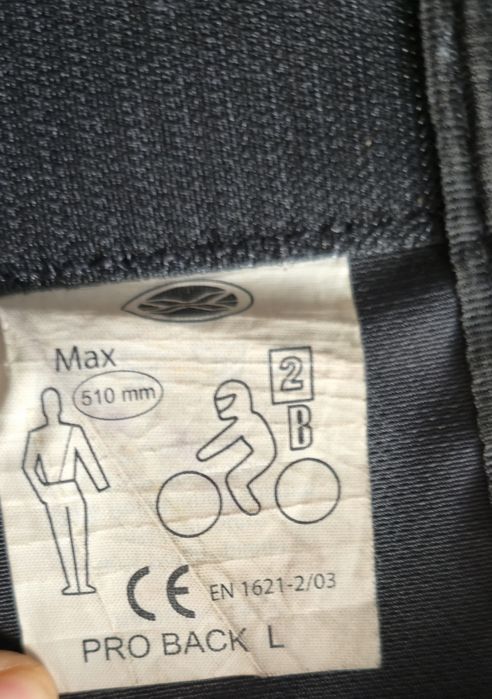 Max
510 mm
2
B
CE EN 1621-2/03
PRO BACK L